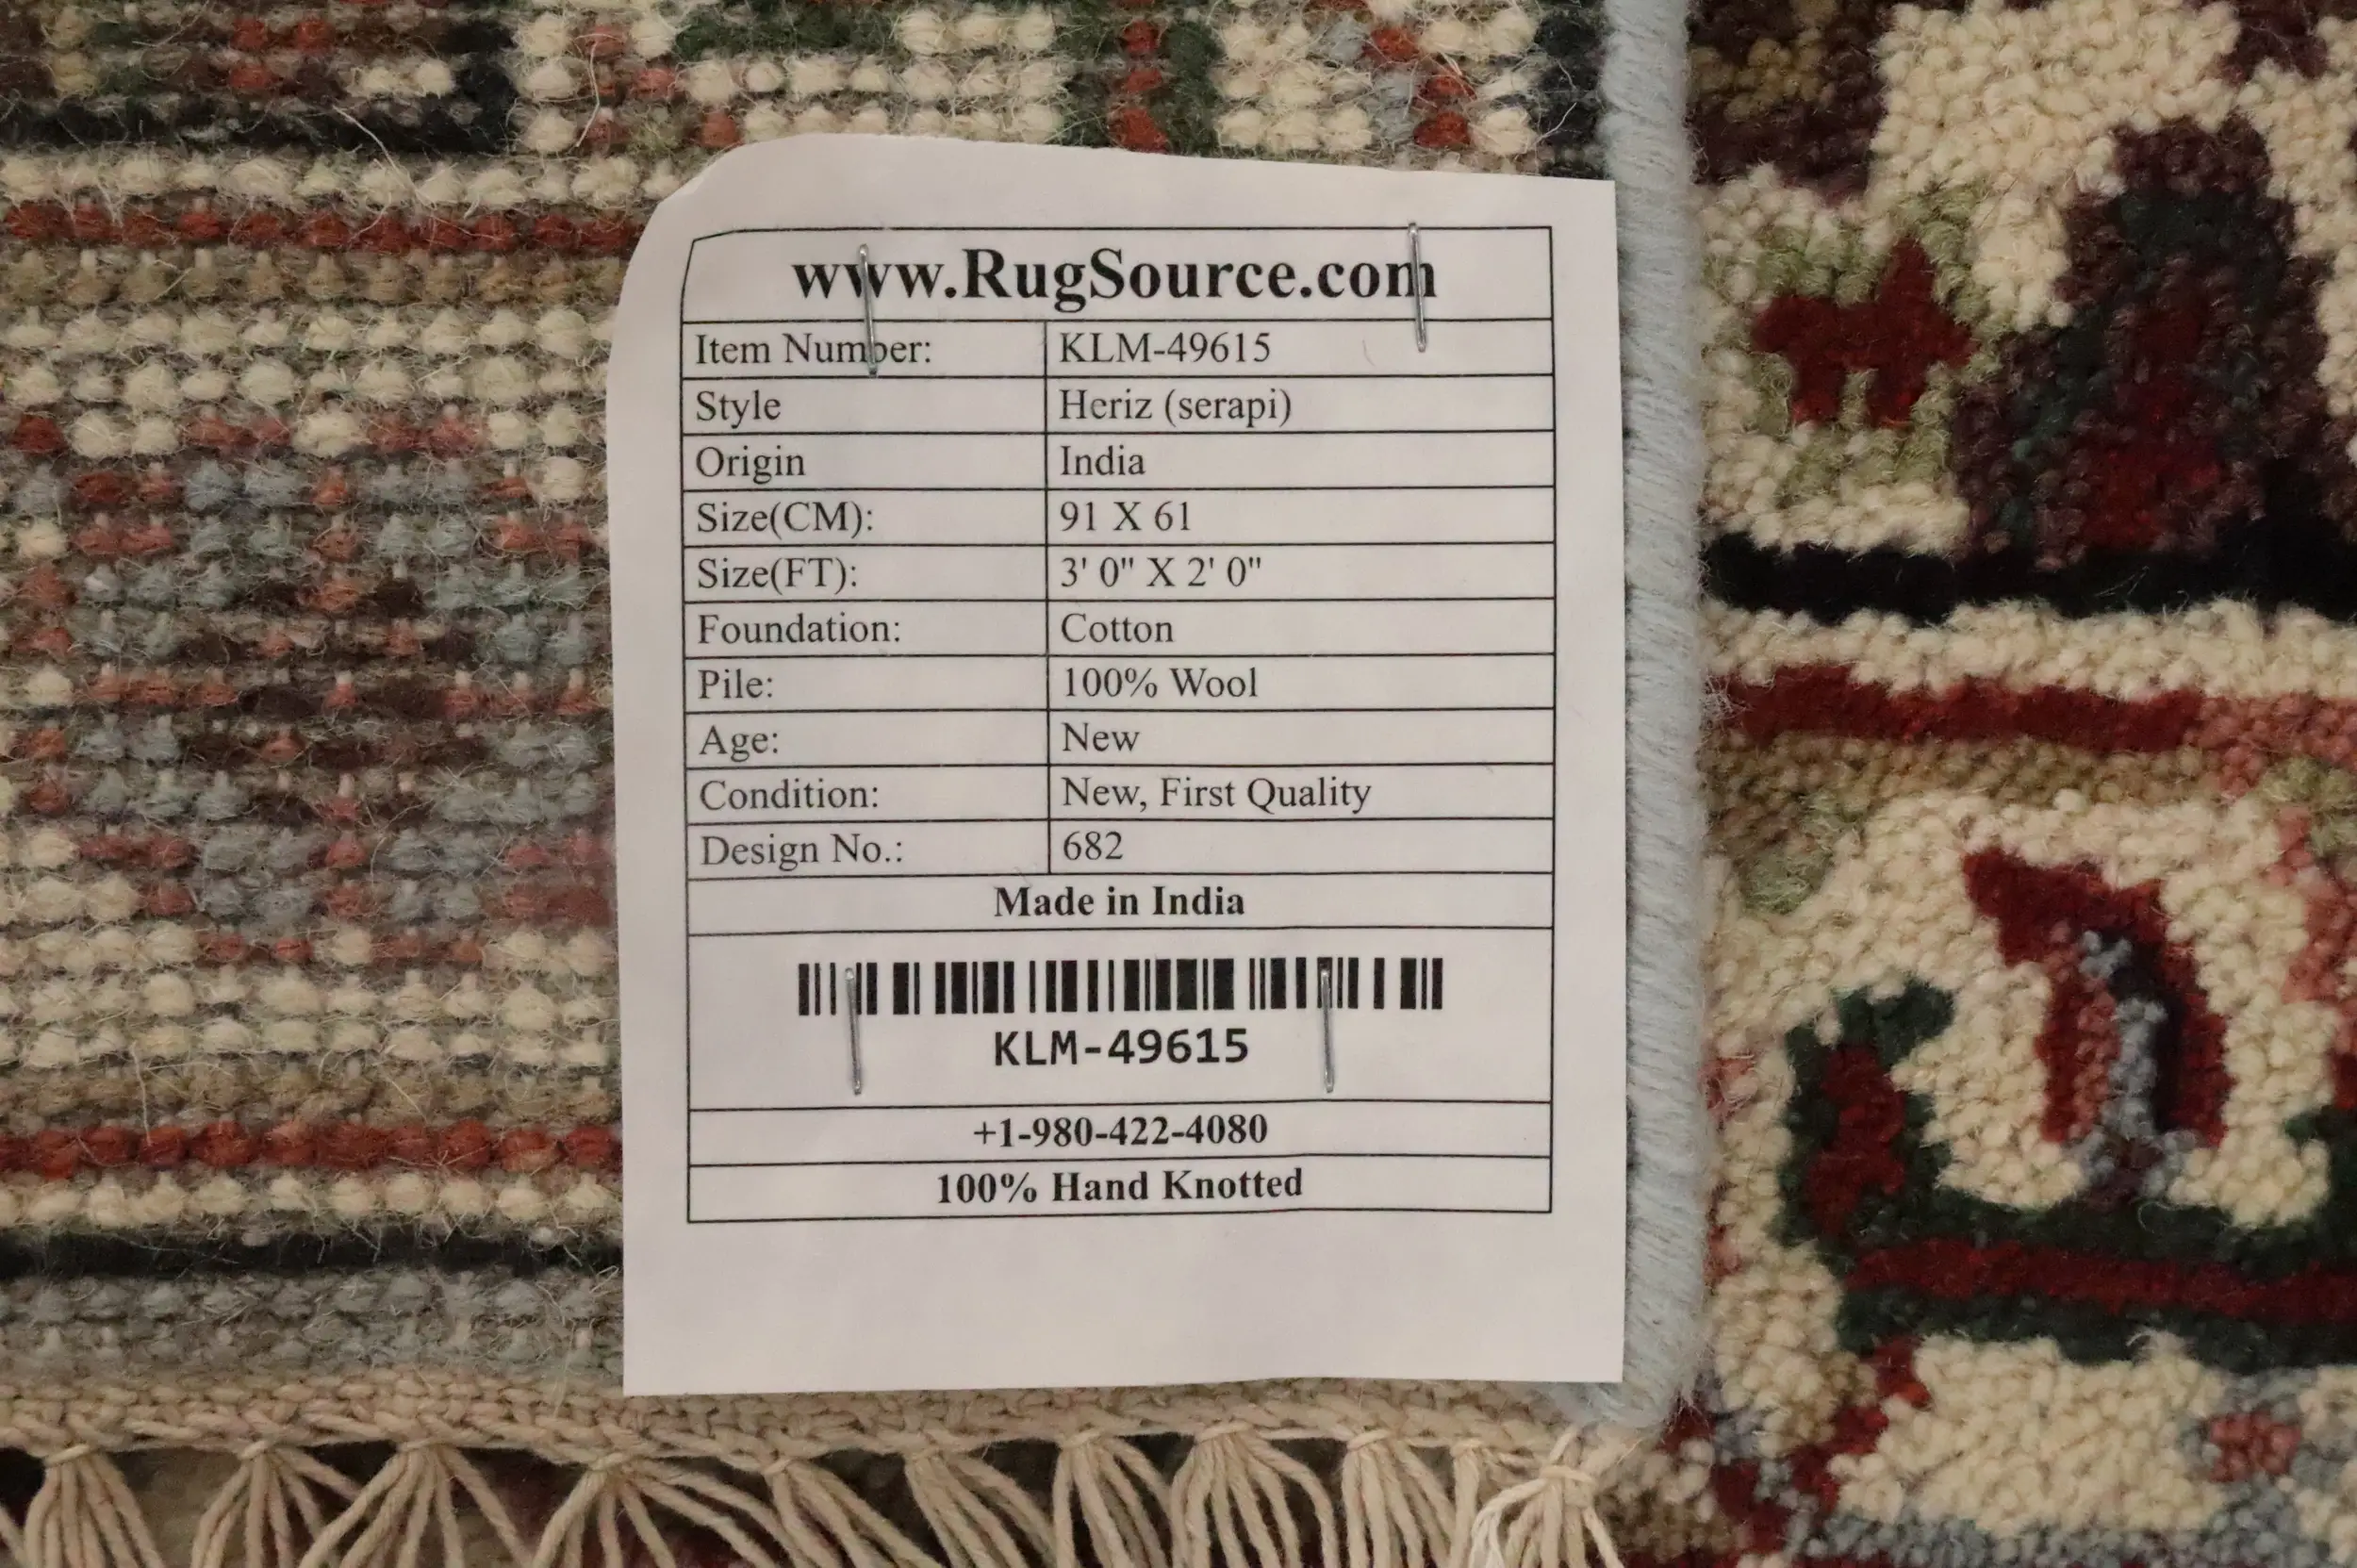 www.RugSource.com
Item Number: KLM-49615
Style Heriz (serapi)
Origin India
Size(CM): 91 X 61
Size(FT): 3' 0" X 2' 0"
Foundation: Cotton
Pile: 100% Wool
Age: New
Condition: New, First Quality
Design No.: 682
Made in India
KLM-49615
+1-980-422-4080
100% Hand Knotted